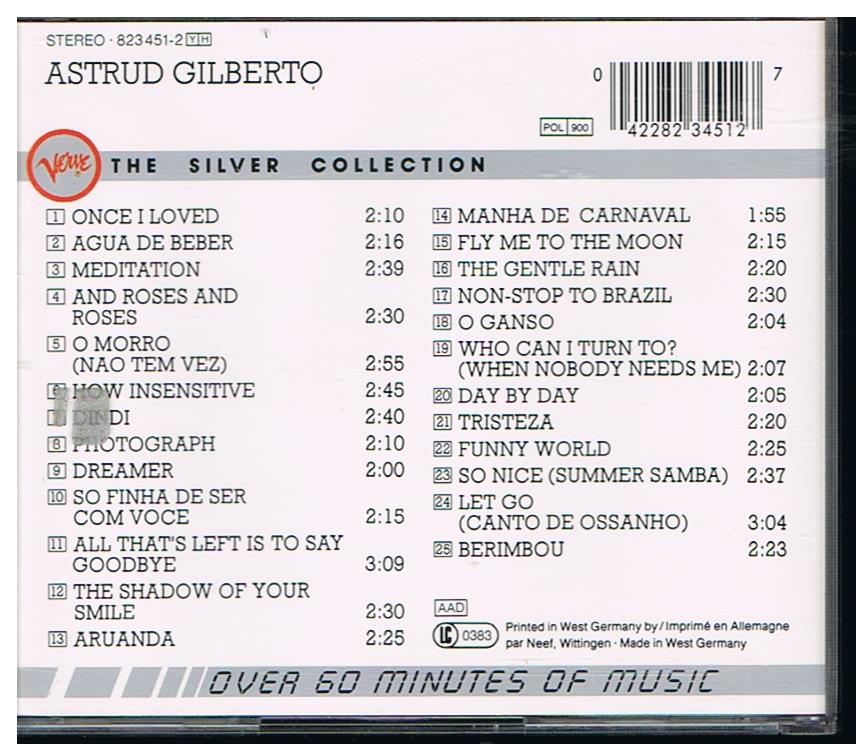 STEREO · 823 451-2 YH
ASTRUD GILBERTO
0 42282 34512 7
POL 900
Verve THE SILVER COLLECTION
1 ONCE I LOVED 2:10
2 AGUA DE BEBER 2:16
3 MEDITATION 2:39
4 AND ROSES AND
ROSES 2:30
5 O MORRO
(NAO TEM VEZ) 2:55
6 HOW INSENSITIVE 2:45
7 DINDI 2:40
8 PHOTOGRAPH 2:10
9 DREAMER 2:00
10 SO FINHA DE SER
COM VOCE 2:15
11 ALL THAT'S LEFT IS TO SAY
GOODBYE 3:09
12 THE SHADOW OF YOUR
SMILE 2:30
13 ARUANDA 2:25
14 MANHA DE CARNAVAL 1:55
15 FLY ME TO THE MOON 2:15
16 THE GENTLE RAIN 2:20
17 NON-STOP TO BRAZIL 2:30
18 O GANSO 2:04
19 WHO CAN I TURN TO?
(WHEN NOBODY NEEDS ME) 2:07
20 DAY BY DAY 2:05
21 TRISTEZA 2:20
22 FUNNY WORLD 2:25
23 SO NICE (SUMMER SAMBA) 2:37
24 LET GO
(CANTO DE OSSANHO) 3:04
25 BERIMBOU 2:23
AAD
LC 0383
Printed in West Germany by / Imprimé en Allemagne
par Neef, Wittingen · Made in West Germany
OVER 60 MINUTES OF MUSIC